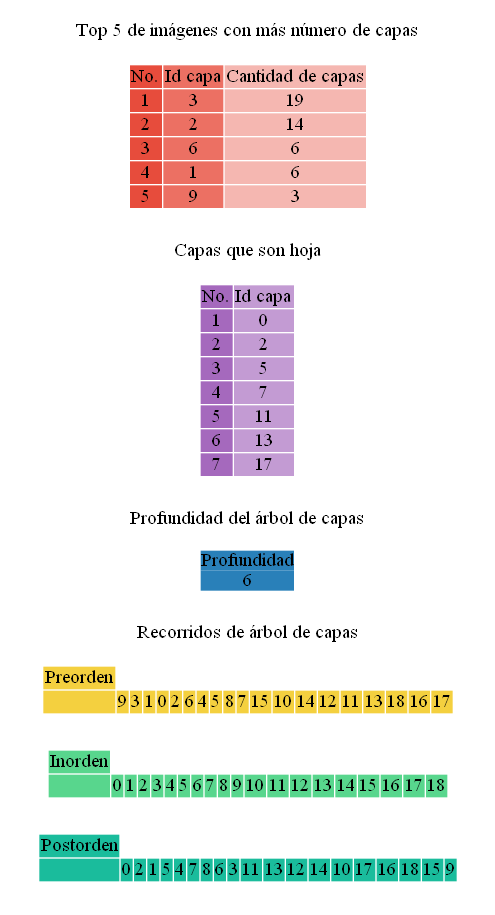 Top 5 de imágenes con más número de capas
No. Id capa Cantidad de capas
1 3 19
2 2 14
3 6 6
4 1 6
5 9 3
Capas que son hoja
No. Id capa
1 0
2 2
3 5
4 7
5 11
6 13
7 17
Profundidad del árbol de capas
Profundidad
6
Recorridos de árbol de capas
Preorden
9 3 1 0 2 6 4 5 8 7 15 10 14 12 11 13 18 16 17
Inorden
0 1 2 3 4 5 6 7 8 9 10 11 12 13 14 15 16 17 18
Postorden
0 2 1 5 4 7 8 6 3 11 13 12 14 10 17 16 18 15 9